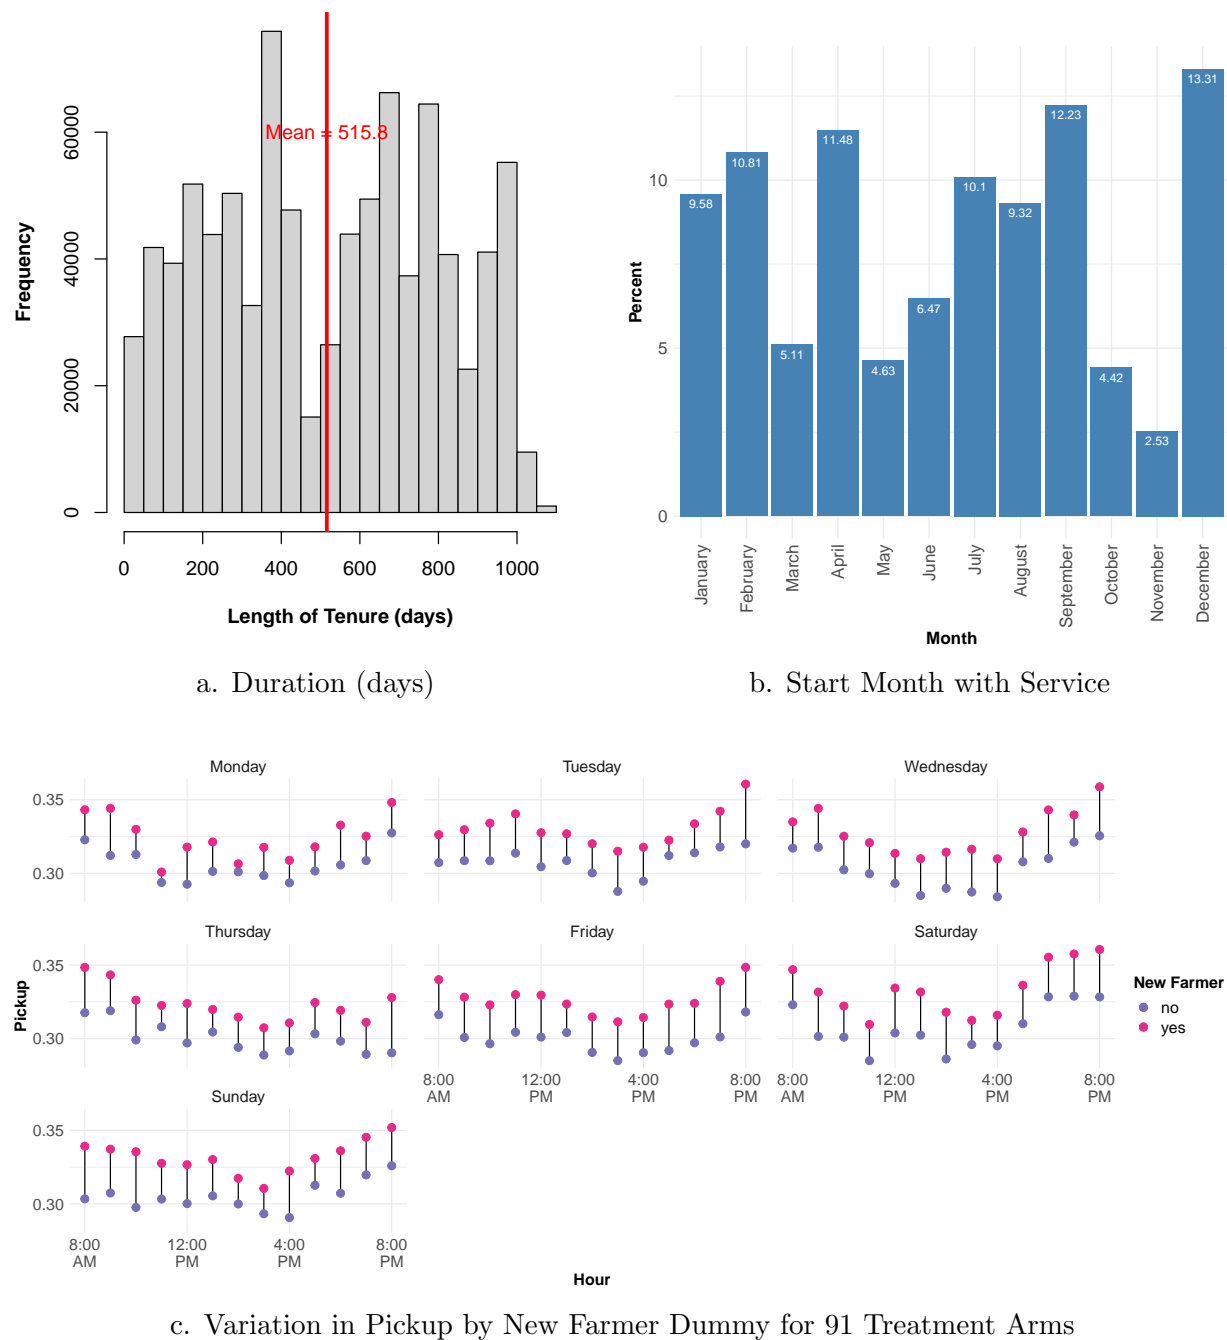 Mean = 515.8
Frequency
0
20000
40000
60000
0
200
400
600
800
1000
Length of Tenure (days)
a. Duration (days)
Percent
10
5
0
9.58
10.81
5.11
11.48
4.63
6.47
10.1
9.32
12.23
4.42
2.53
13.31
January
February
March
April
May
June
July
August
September
October
November
December
Month
b. Start Month with Service
Monday
Tuesday
Wednesday
0.35
0.30
Thursday
Friday
Saturday
0.35
0.30
Pickup
8:00
AM
12:00
PM
4:00
PM
8:00
PM
8:00
AM
12:00
PM
4:00
PM
8:00
PM
Sunday
0.35
0.30
8:00
AM
12:00
PM
4:00
PM
8:00
PM
Hour
New Farmer
no
yes
c. Variation in Pickup by New Farmer Dummy for 91 Treatment Arms